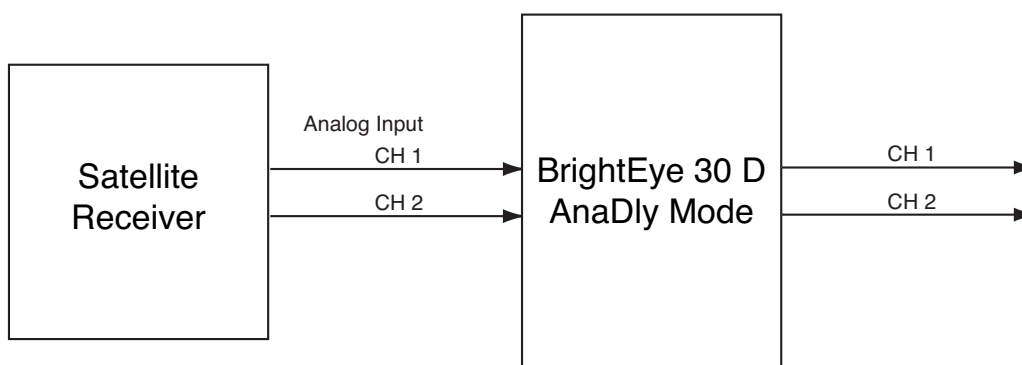 Satellite
Receiver
Analog Input
CH 1
CH 2
BrightEye 30 D
AnaDly Mode
CH 1
CH 2